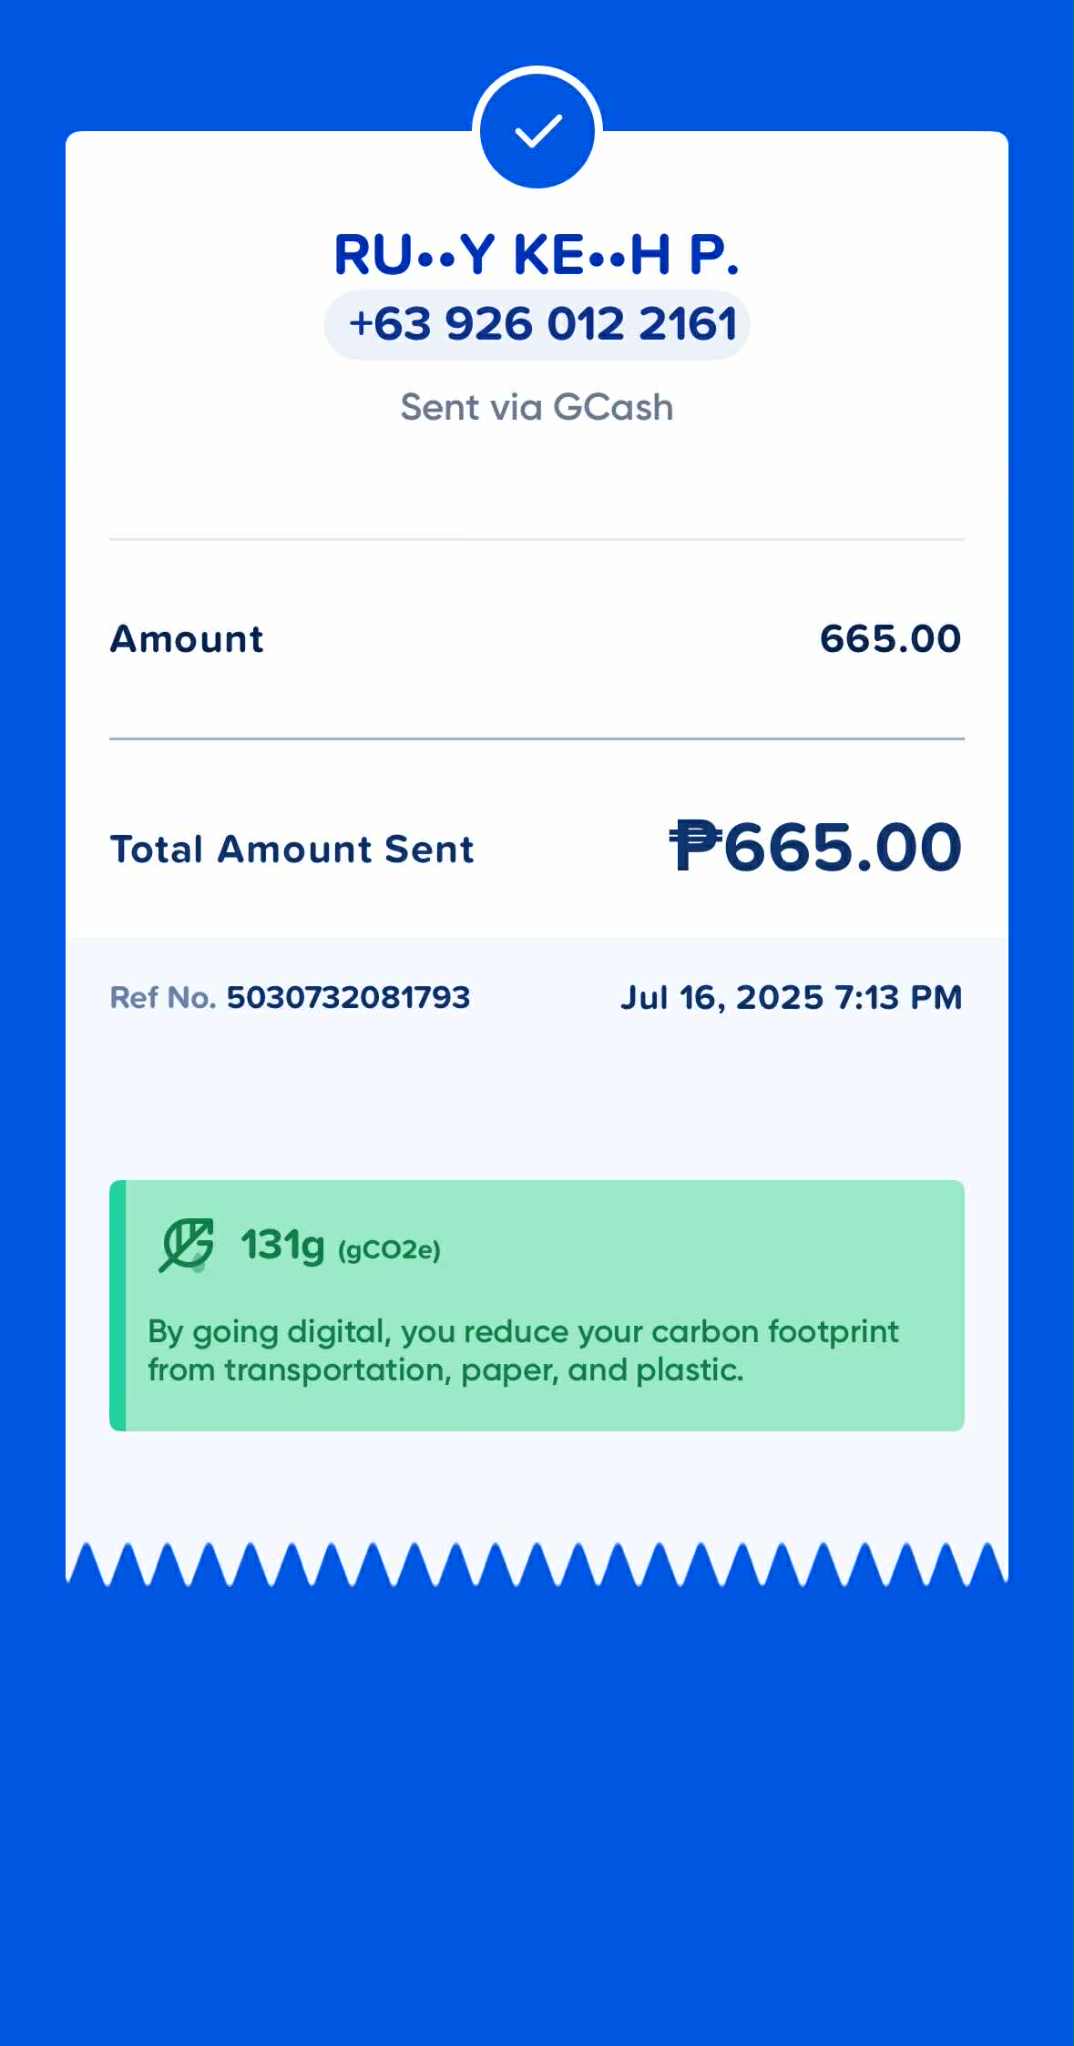 RU••Y KE••H P.
+63 926 012 2161
Sent via GCash
Amount 665.00
Total Amount Sent ₱665.00
Ref No. 5030732081793 Jul 16, 2025 7:13 PM
131g (gCO2e)
By going digital, you reduce your carbon footprint
from transportation, paper, and plastic.